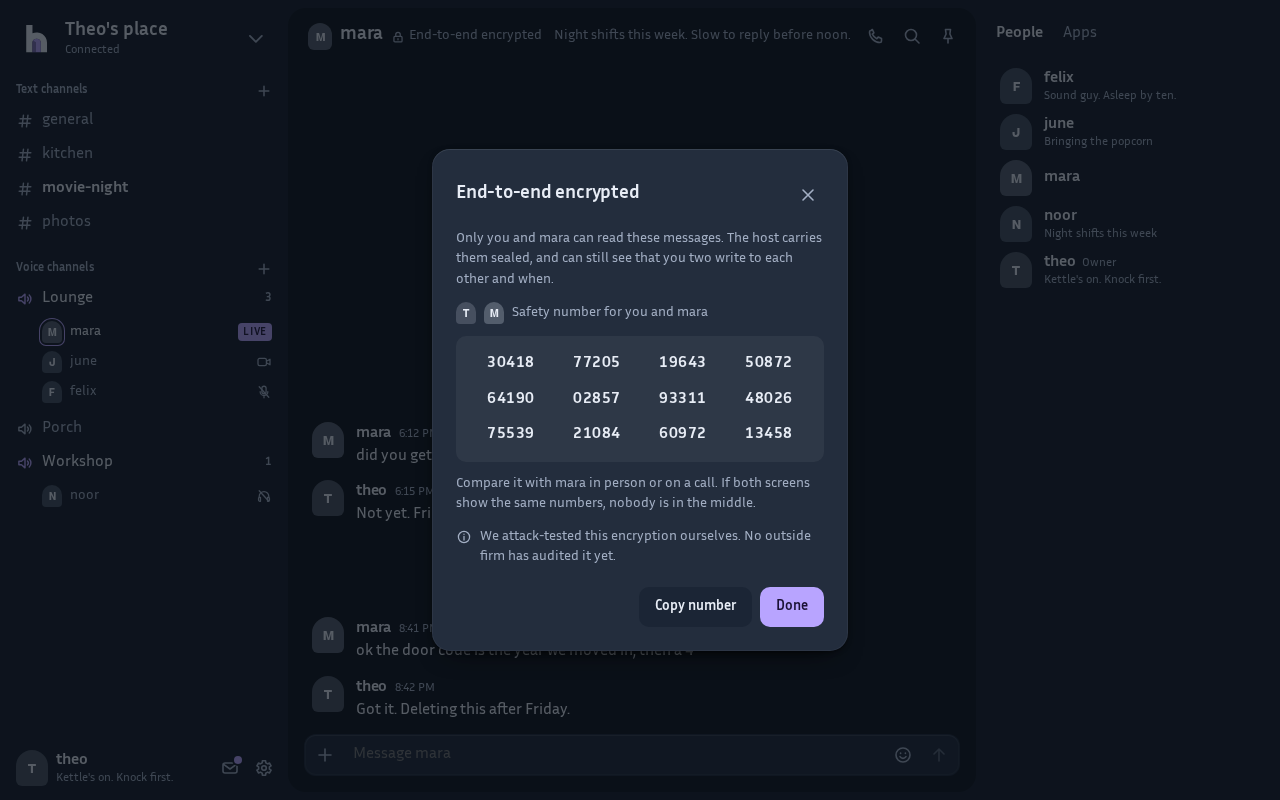 Theo's place
Connected
Text channels
general
kitchen
movie-night
photos
Voice channels
Lounge 3
M mara LIVE
J june
F felix
Porch
Workshop 1
N noor
T theo
Kettle's on. Knock first.
M mara End-to-end encrypted Night shifts this week. Slow to reply before noon.
M mara 6:12 P
did you get
T theo 6:15 PM
Not yet. Fri
M mara 8:41 P
ok the door code is the year we moved in, then a 4
T theo 8:42 PM
Got it. Deleting this after Friday.
Message mara
End-to-end encrypted
Only you and mara can read these messages. The host carries
them sealed, and can still see that you two write to each
other and when.
T M Safety number for you and mara
30418 77205 19643 50872
64190 02857 93311 48026
75539 21084 60972 13458
Compare it with mara in person or on a call. If both screens
show the same numbers, nobody is in the middle.
We attack-tested this encryption ourselves. No outside
firm has audited it yet.
Copy number Done
People Apps
F felix
Sound guy. Asleep by ten.
J june
Bringing the popcorn
M mara
N noor
Night shifts this week
T theo Owner
Kettle's on. Knock first.